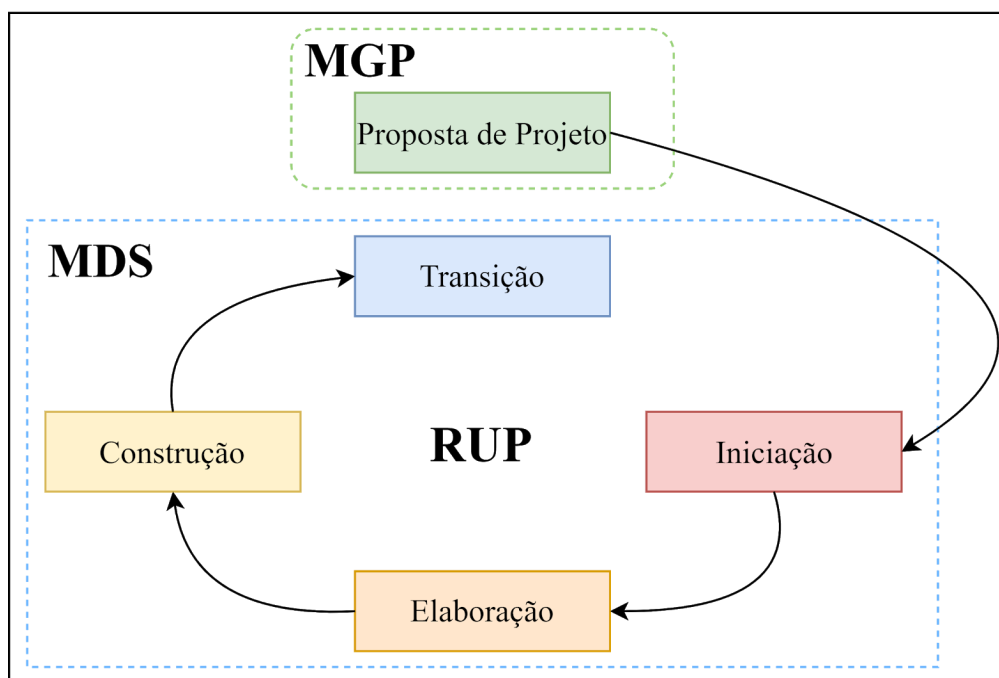 MGP
Proposta de Projeto
MDS
Transição
Construção
RUP
Iniciação
Elaboração